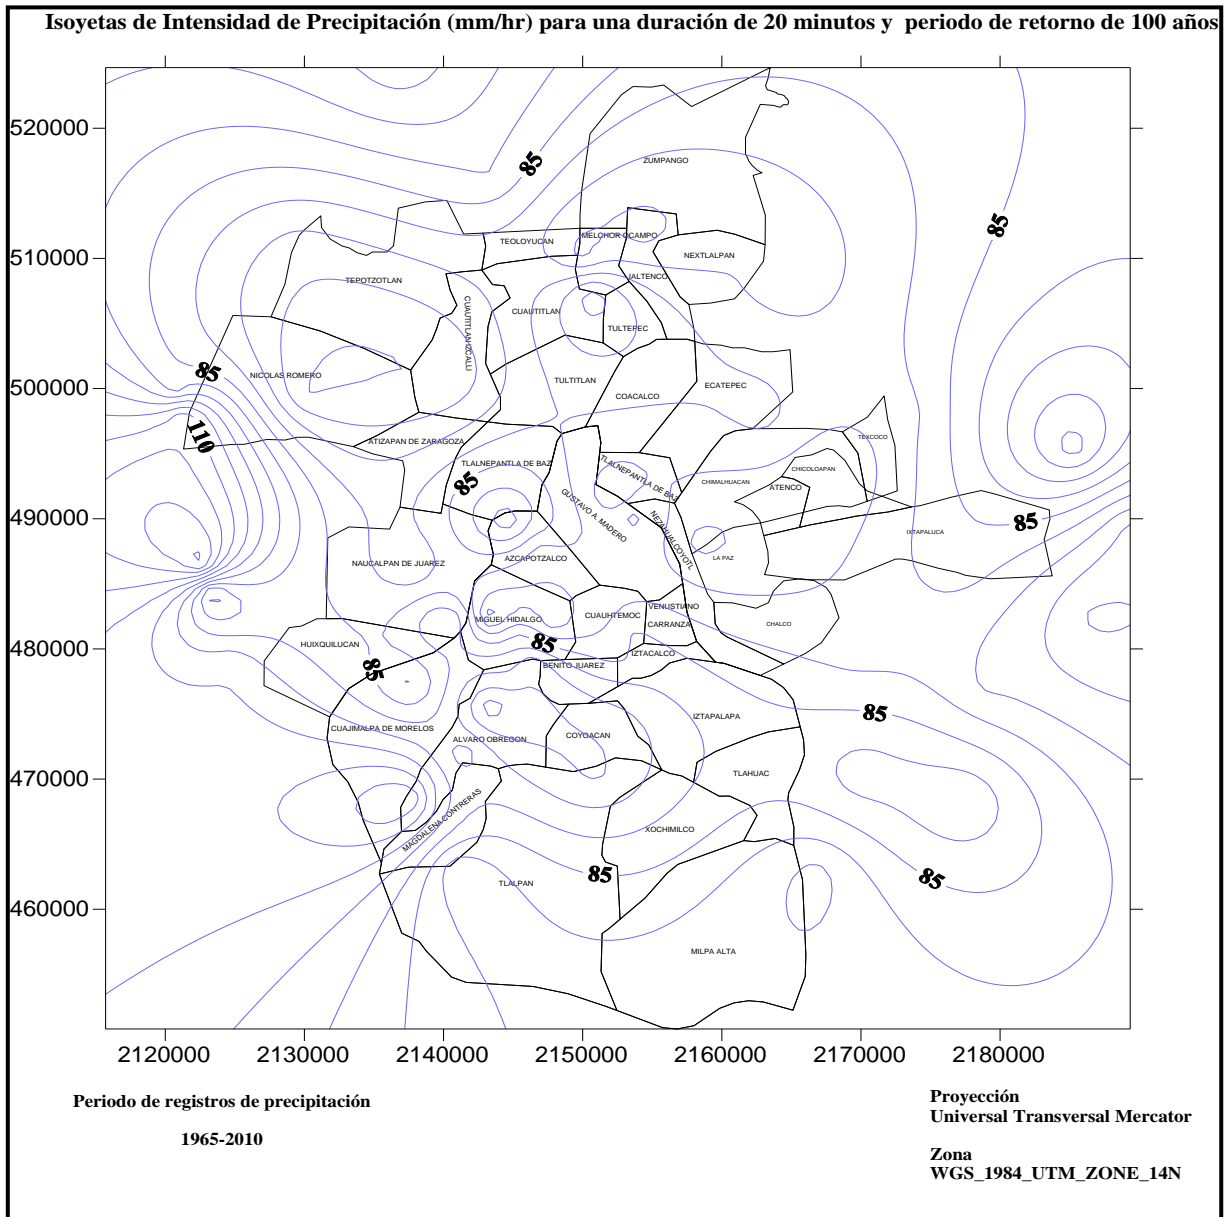 Isoyetas de Intensidad de Precipitación (mm/hr) para una duración de 20 minutos y periodo de retorno de 100 años
520000
85
ZUMPANGO
85
MELCHOR OCAMPO
TEOLOYUCAN
510000
NEXTLALPAN
JALTENCO
TEPOTZOTLAN
CUAUTITLAN
CUAUTITLAN IZCALLI
TULTEPEC
85
NICOLAS ROMERO
TULTITLAN
ECATEPEC
500000
COACALCO
110
ATIZAPAN DE ZARAGOZA
TEXCOCO
TLALNEPANTLA DE BAZ
TLALNEPANTLA DE BAZ
CHICOLOAPAN
85
CHIMALHUACAN
ATENCO
GUSTAVO A. MADERO
490000
85
NEZAHUALCOYOTL
IXTAPALUCA
NAUCALPAN DE JUAREZ
AZCAPOTZALCO
LA PAZ
VENUSTIANO
CARRANZA
MIGUEL HIDALGO
CUAUHTEMOC
CHALCO
HUIXQUILUCAN
85
480000
IZTACALCO
85
BENITO JUAREZ
IZTAPALAPA
85
CUAJIMALPA DE MORELOS
ALVARO OBREGON
COYOACAN
470000
TLAHUAC
MAGDALENA CONTRERAS
XOCHIMILCO
TLALPAN
85
85
460000
MILPA ALTA
2120000
2130000
2140000
2150000
2160000
2170000
2180000
Periodo de registros de precipitación
1965-2010
Proyección
Universal Transversal Mercator
Zona
WGS_1984_UTM_ZONE_14N